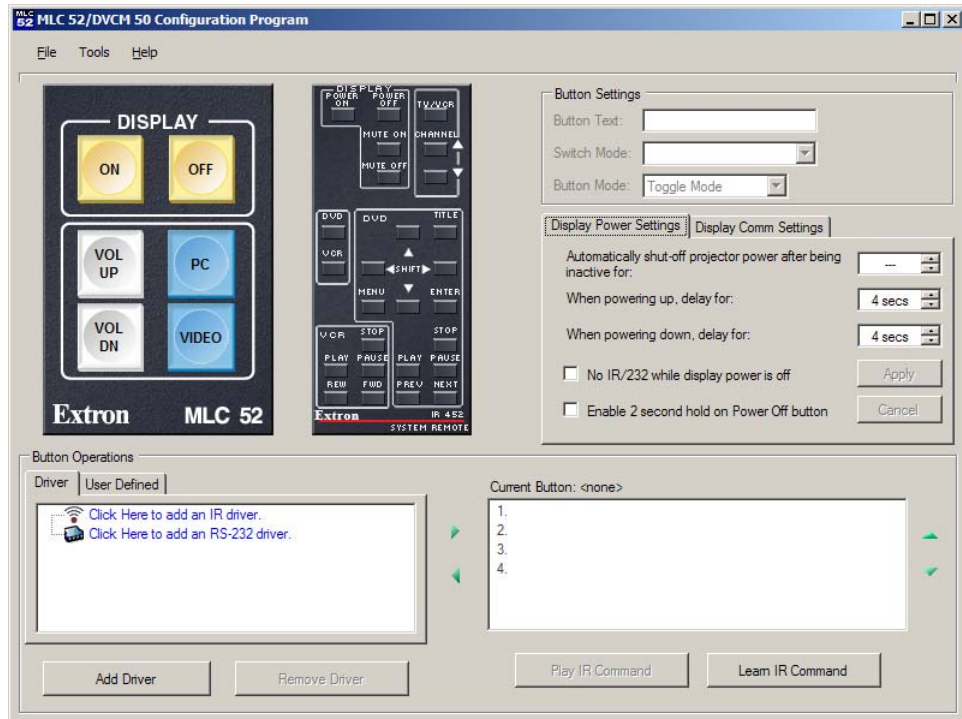 MLC 52 MLC 52/DVCM 50 Configuration Program
File Tools Help
DISPLAY
ON OFF
VOL UP
PC
VOL DN
VIDEO
Extron MLC 52
DISPLAY
POWER ON POWER OFF TV/VCR
MUTE ON CHANNEL
MUTE OFF
DVD DVD TITLE
VCR
SHIFT
MENU ENTER
VCR STOP STOP
PLAY PAUSE PLAY PAUSE
REW FWD PREV NEXT
Extron IR 452
SYSTEM REMOTE
Button Settings
Button Text:
Switch Mode:
Button Mode: Toggle Mode
Display Power Settings Display Comm Settings
Automatically shut-off projector power after being
inactive for: ---
When powering up, delay for: 4 secs
When powering down, delay for: 4 secs
No IR/232 while display power is off Apply
Enable 2 second hold on Power Off button Cancel
Button Operations
Driver User Defined
Click Here to add an IR driver.
Click Here to add an RS-232 driver.
Add Driver Remove Driver
Current Button: <none>
1.
2.
3.
4.
Play IR Command Learn IR Command